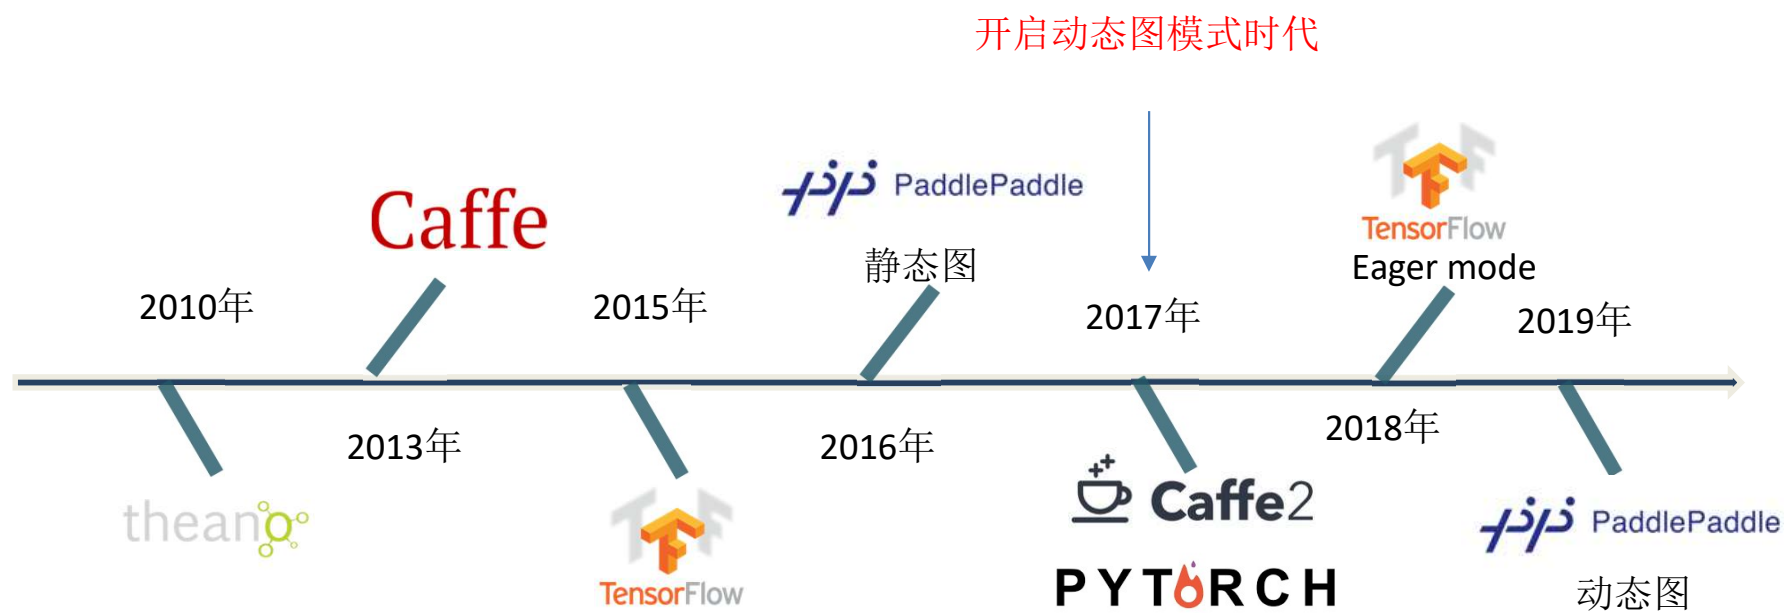 开启动态图模式时代
Caffe
PaddlePaddle
静态图
TensorFlow
Eager mode
2010年
2015年
2017年
2019年
2013年
2016年
2018年
theano
TensorFlow
Caffe2
PYTORCH
PaddlePaddle
动态图